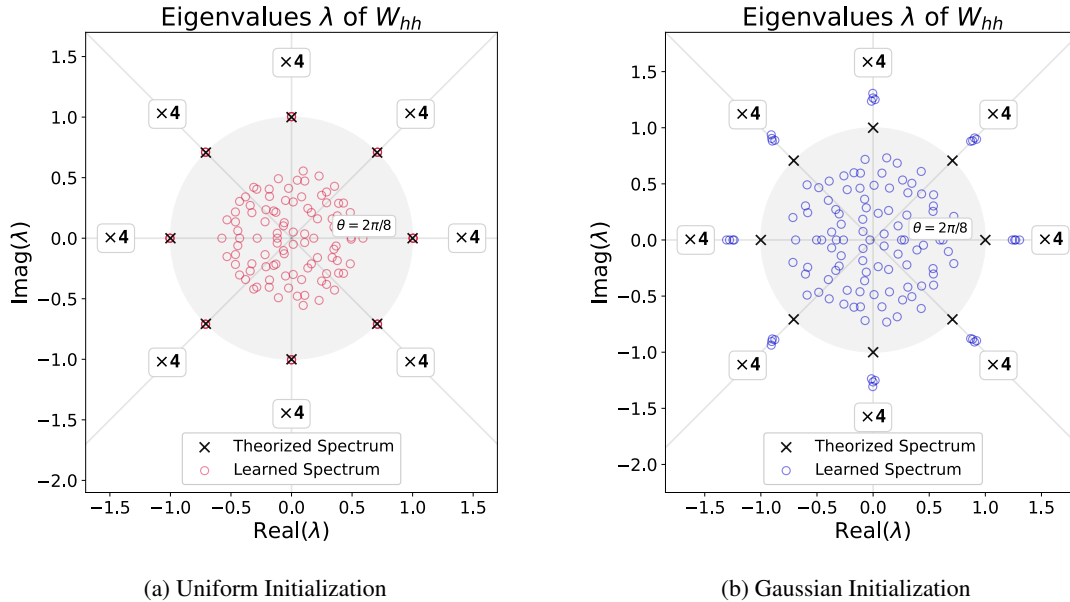 Eigenvalues λ of W_hh
×4
×4
×4
×4
×4
×4
×4
×4
θ = 2π/8
1.5
1.0
0.5
0.0
−0.5
−1.0
−1.5
−2.0
Imag(λ)
× Theorized Spectrum
○ Learned Spectrum
−1.5 −1.0 −0.5 0.0 0.5 1.0 1.5
Real(λ)
(a) Uniform Initialization
Eigenvalues λ of W_hh
×4
×4
×4
×4
×4
×4
×4
×4
θ = 2π/8
1.5
1.0
0.5
0.0
−0.5
−1.0
−1.5
−2.0
Imag(λ)
× Theorized Spectrum
○ Learned Spectrum
−1.5 −1.0 −0.5 0.0 0.5 1.0 1.5
Real(λ)
(b) Gaussian Initialization